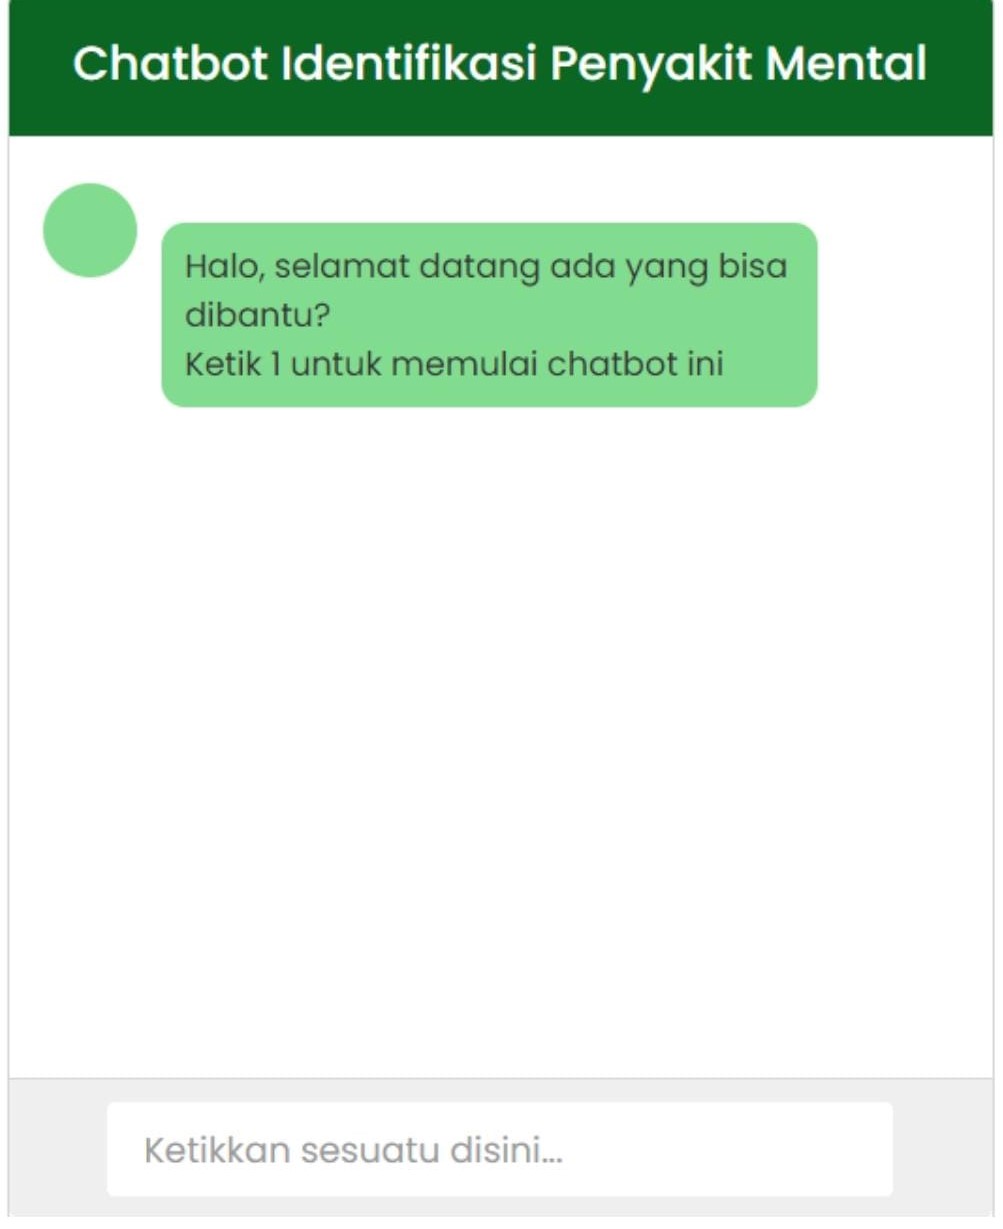 Chatbot Identifikasi Penyakit Mental
Halo, selamat datang ada yang bisa
dibantu?
Ketik 1 untuk memulai chatbot ini
Ketikkan sesuatu disini...